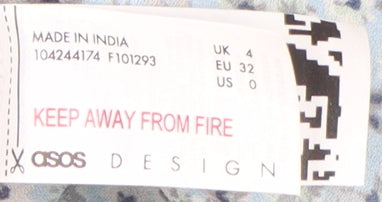 MADE IN INDIA
104244174 F101293
UK 4
EU 32
US 0
KEEP AWAY FROM FIRE
asos DESIGN